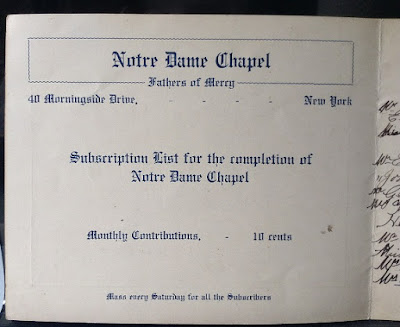 Notre Dame Chapel
Fathers of Mercy
40 Morningside Drive, - - - - New York
Subscription List for the completion of
Notre Dame Chapel
Monthly Contributions, - 10 cents
Mass every Saturday for all the Subscribers